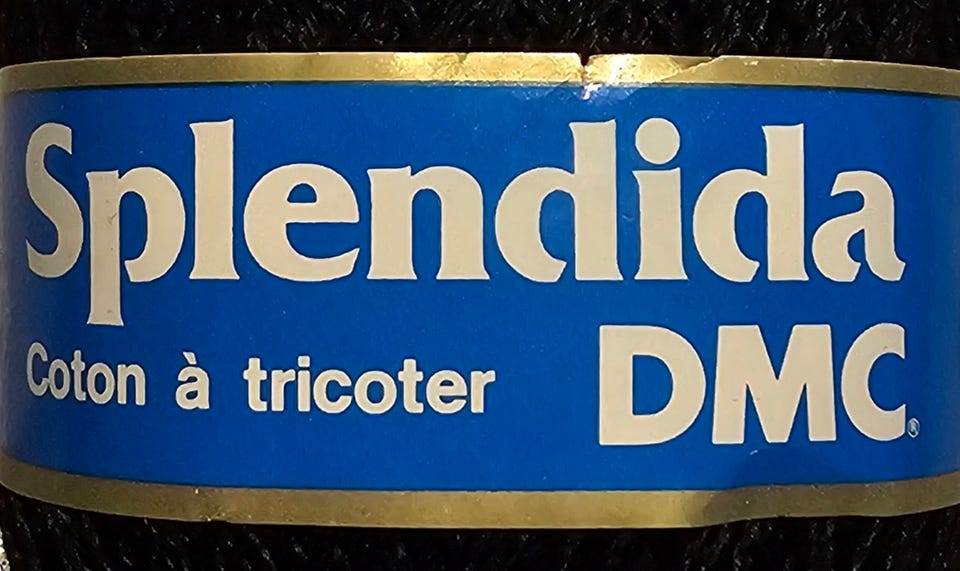 Splendida
Coton à tricoter
DMC®